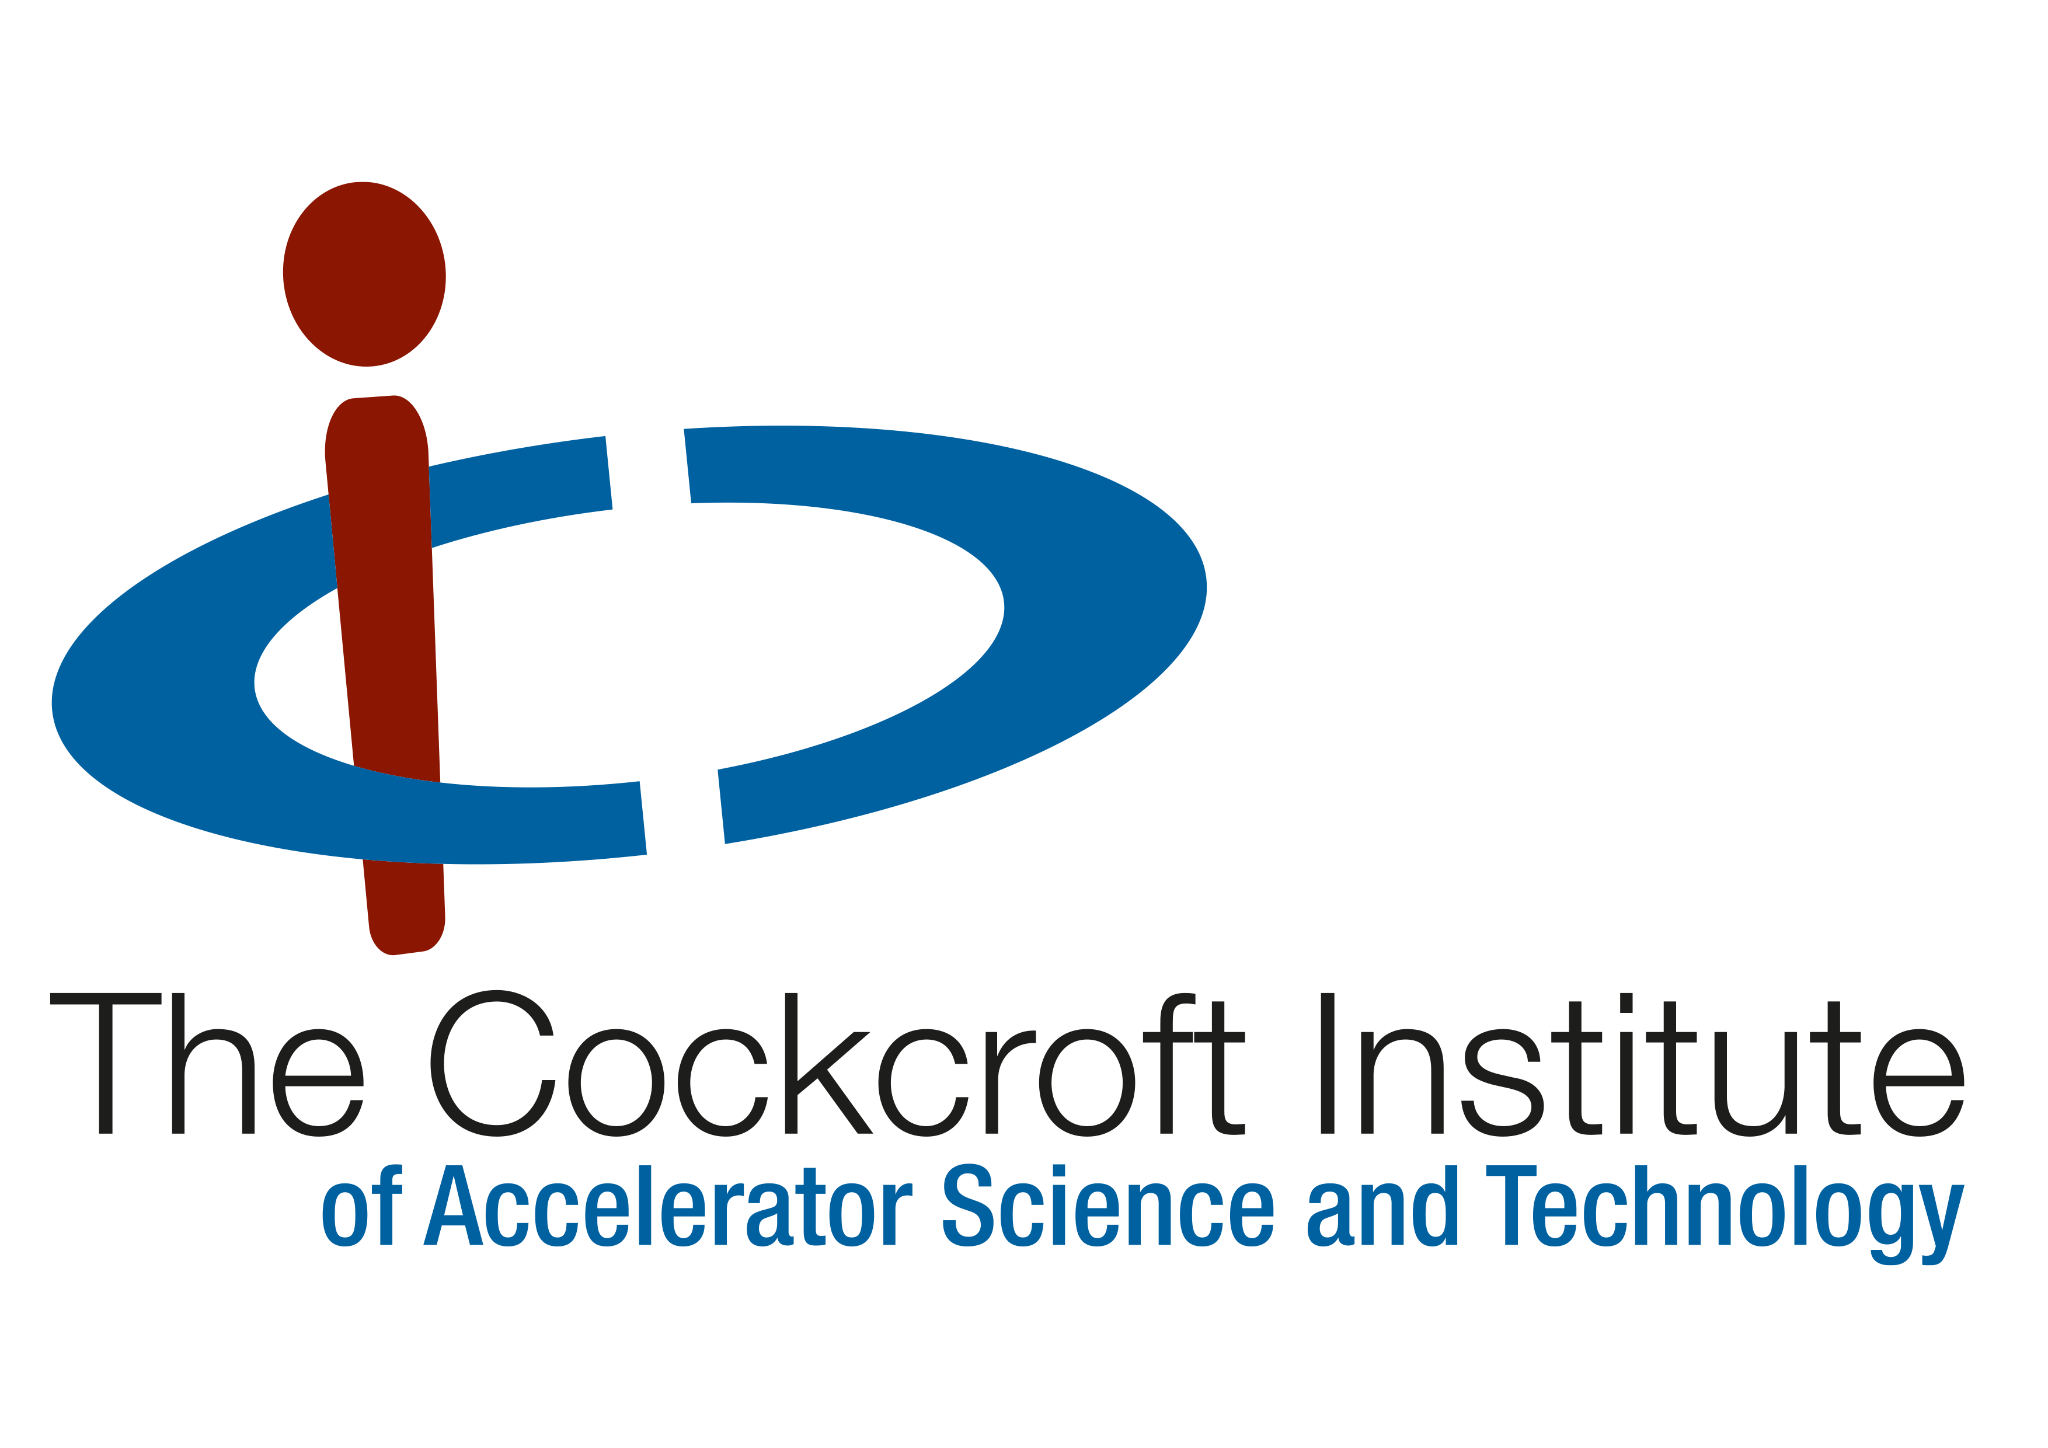 The Cockcroft Institute
of Accelerator Science and Technology